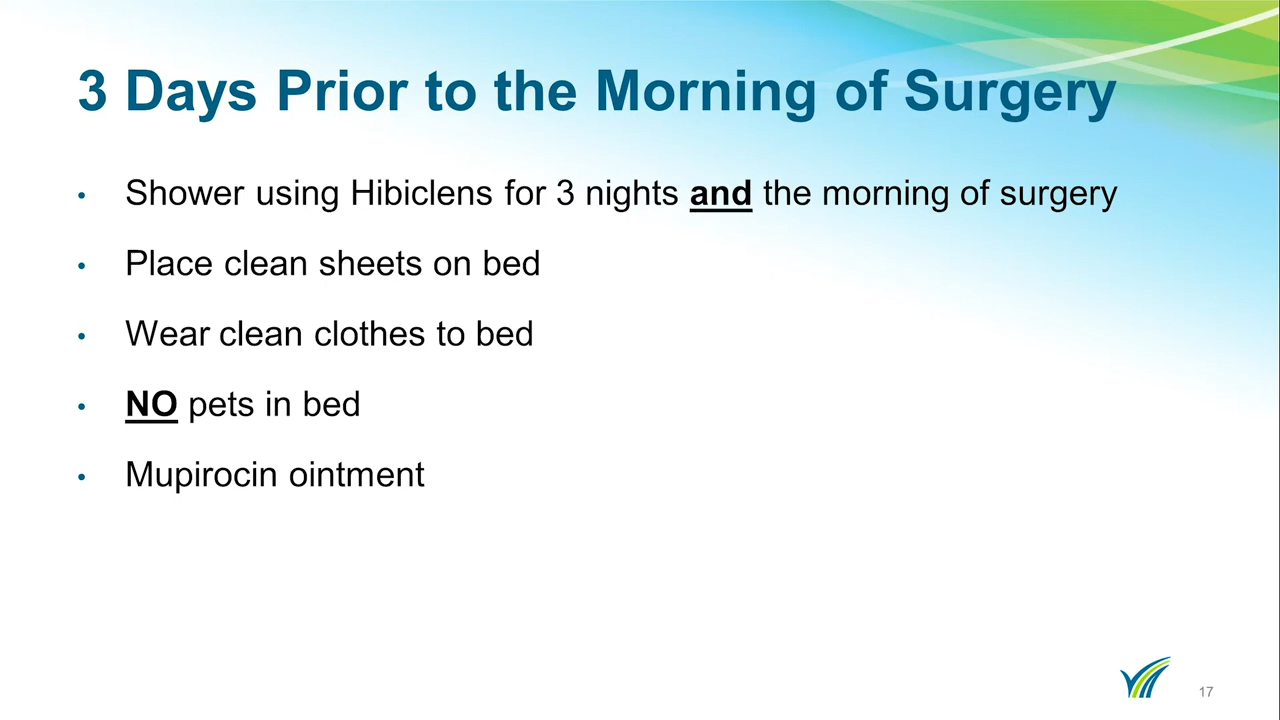 3 Days Prior to the Morning of Surgery
• Shower using Hibiclens for 3 nights and the morning of surgery
• Place clean sheets on bed
• Wear clean clothes to bed
• NO pets in bed
• Mupirocin ointment
17